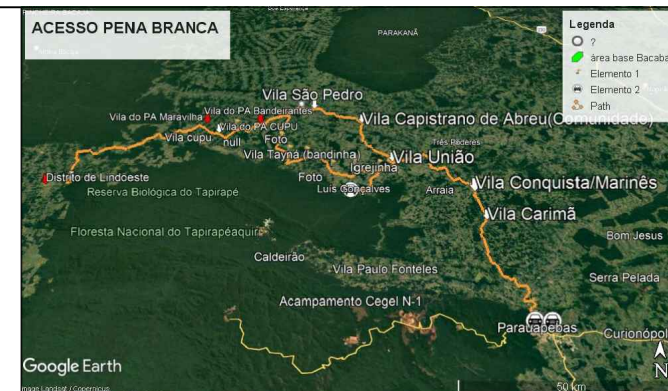 ACESSO PENA BRANCA
PARAKANÃ
Legenda
?
área base Bacaba
Elemento 1
Elemento 2
Path
Vila São Pedro
Vila do PA Maravilha
Vila do PA Bandeirantes
Vila do PA CUPU
Vila cupu
null
Foto
Vila Capistrano de Abreu(Comunidade)
Três Poderes
Vila Tayná (bandinha)
Igrejinha
Vila União
Distrito de Lindoeste
Foto
Luis Gonçalves
Arraia
Vila Conquista/Marinês
Reserva Biológica do Tapirapé
Vila Carimã
Floresta Nacional do Tapirapéaquiri
Bom Jesus
Caldeirão
Vila Paulo Fonteles
Serra Pelada
Acampamento Cegel N-1
Parauapebas
Curionópol
Google Earth
N
Image Landsat / Copernicus
50 km